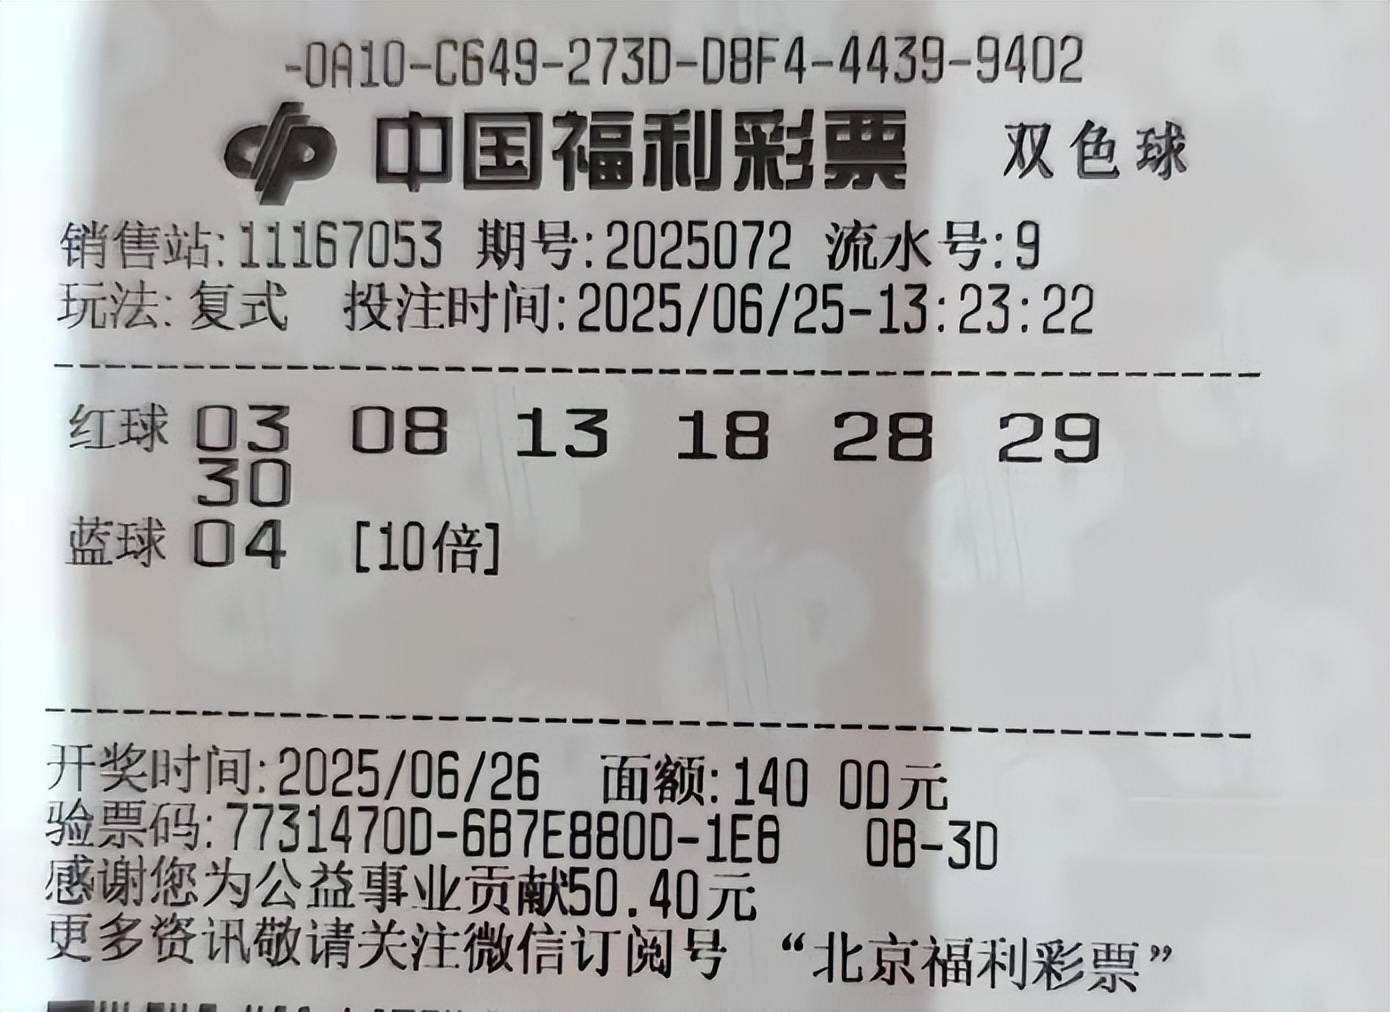 -0A10-C649-273D-D8F4-4439-9402
中国福利彩票 双色球
销售站:11167053 期号:2025072 流水号:9
玩法:复式 投注时间:2025/06/25-13:23:22
红球 03 08 13 18 28 29
30
蓝球 04 [10倍]
开奖时间:2025/06/26 面额:140 00元
验票码:7731470D-6B7E880D-1E8 0B-3D
感谢您为公益事业贡献50.40元
更多资讯敬请关注微信订阅号 “北京福利彩票”